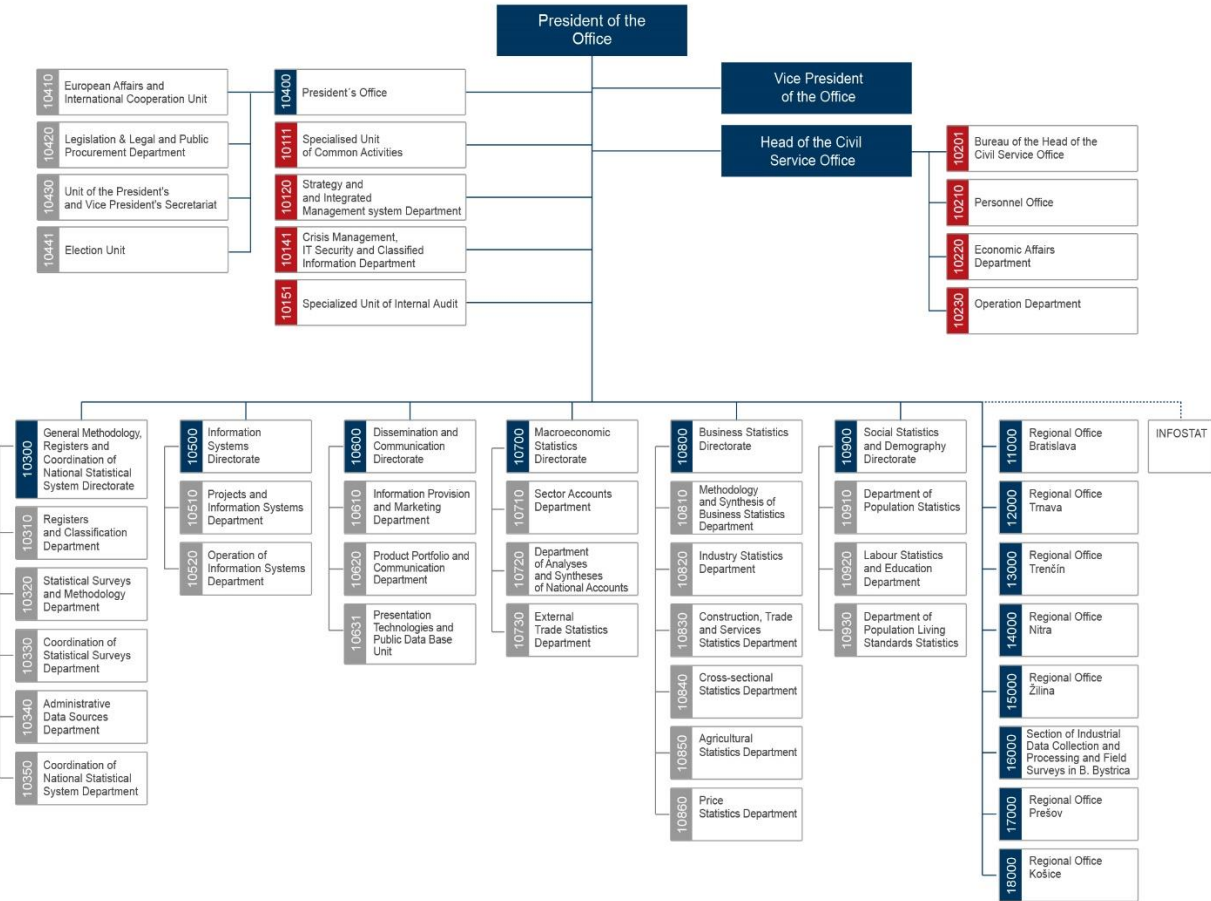 President of the
Office
Vice President
of the Office
Head of the Civil
Service Office
10410
European Affairs and
International Cooperation Unit
10420
Legislation & Legal and Public
Procurement Department
10430
Unit of the President's
and Vice President's Secretariat
10441
Election Unit
10400
President´s Office
10111
Specialised Unit
of Common Activities
10120
Strategy and
and Integrated
Management system Department
10141
Crisis Management,
IT Security and Classified
Information Department
10151
Specialized Unit of Internal Audit
10201
Bureau of the Head of the
Civil Service Office
10210
Personnel Office
10220
Economic Affairs
Department
10230
Operation Department
10300
General Methodology,
Registers and
Coordination of
National Statistical
System Directorate
10310
Registers
and Classification
Department
10320
Statistical Surveys
and Methodology
Department
10330
Coordination of
Statistical Surveys
Department
10340
Administrative
Data Sources
Department
10350
Coordination of
National Statistical
System Department
10500
Information
Systems
Directorate
10510
Projects and
Information Systems
Department
10520
Operation of
Information Systems
Department
10600
Dissemination and
Communication
Directorate
10610
Information Provision
and Marketing
Department
10620
Product Portfolio and
Communication
Department
10631
Presentation
Technologies and
Public Data Base
Unit
10700
Macroeconomic
Statistics
Directorate
10710
Sector Accounts
Department
10720
Department
of Analyses
and Syntheses
of National Accounts
10730
External
Trade Statistics
Department
10800
Business Statistics
Directorate
10810
Methodology
and Synthesis of
Business Statistics
Department
10820
Industry Statistics
Department
10830
Construction, Trade
and Services
Statistics Department
10840
Cross-sectional
Statistics Department
10850
Agricultural
Statistics Department
10860
Price
Statistics Department
10900
Social Statistics
and Demography
Directorate
10910
Department of
Population Statistics
10920
Labour Statistics
and Education
Department
10930
Department of
Population Living
Standards Statistics
11000
Regional Office
Bratislava
12000
Regional Office
Trnava
13000
Regional Office
Trenčín
14000
Regional Office
Nitra
15000
Regional Office
Žilina
16000
Section of Industrial
Data Collection and
Processing and Field
Surveys in B. Bystrica
17000
Regional Office
Prešov
18000
Regional Office
Košice
INFOSTAT